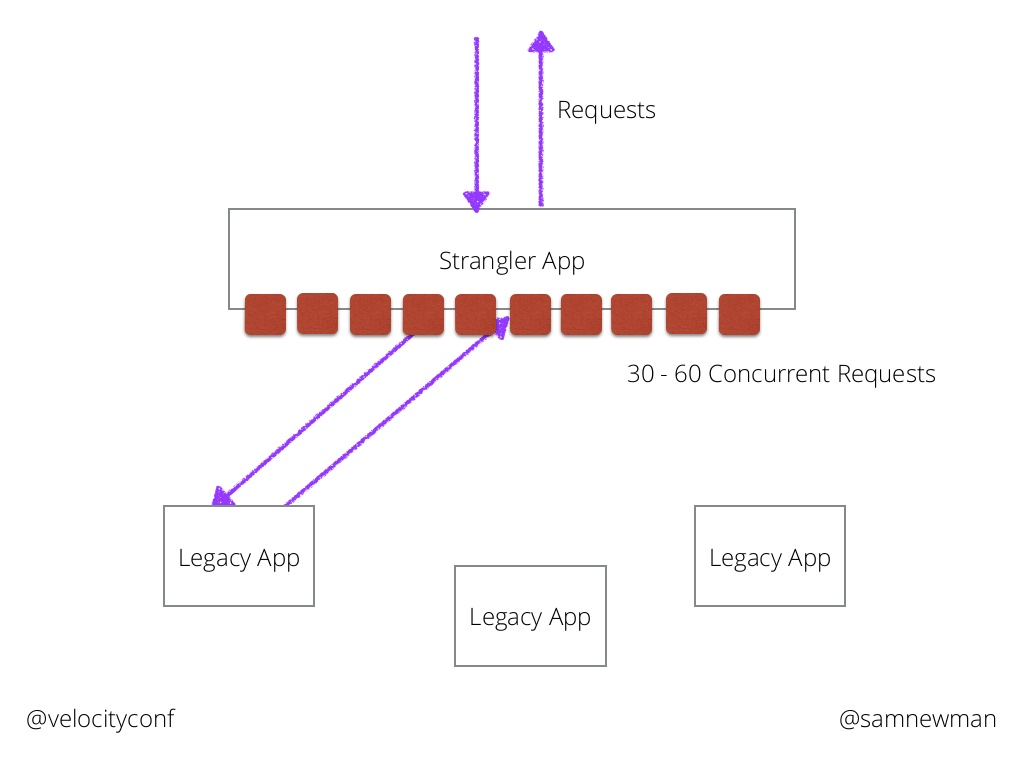 Requests
Strangler App
30 - 60 Concurrent Requests
Legacy App
Legacy App
Legacy App
@velocityconf
@samnewman